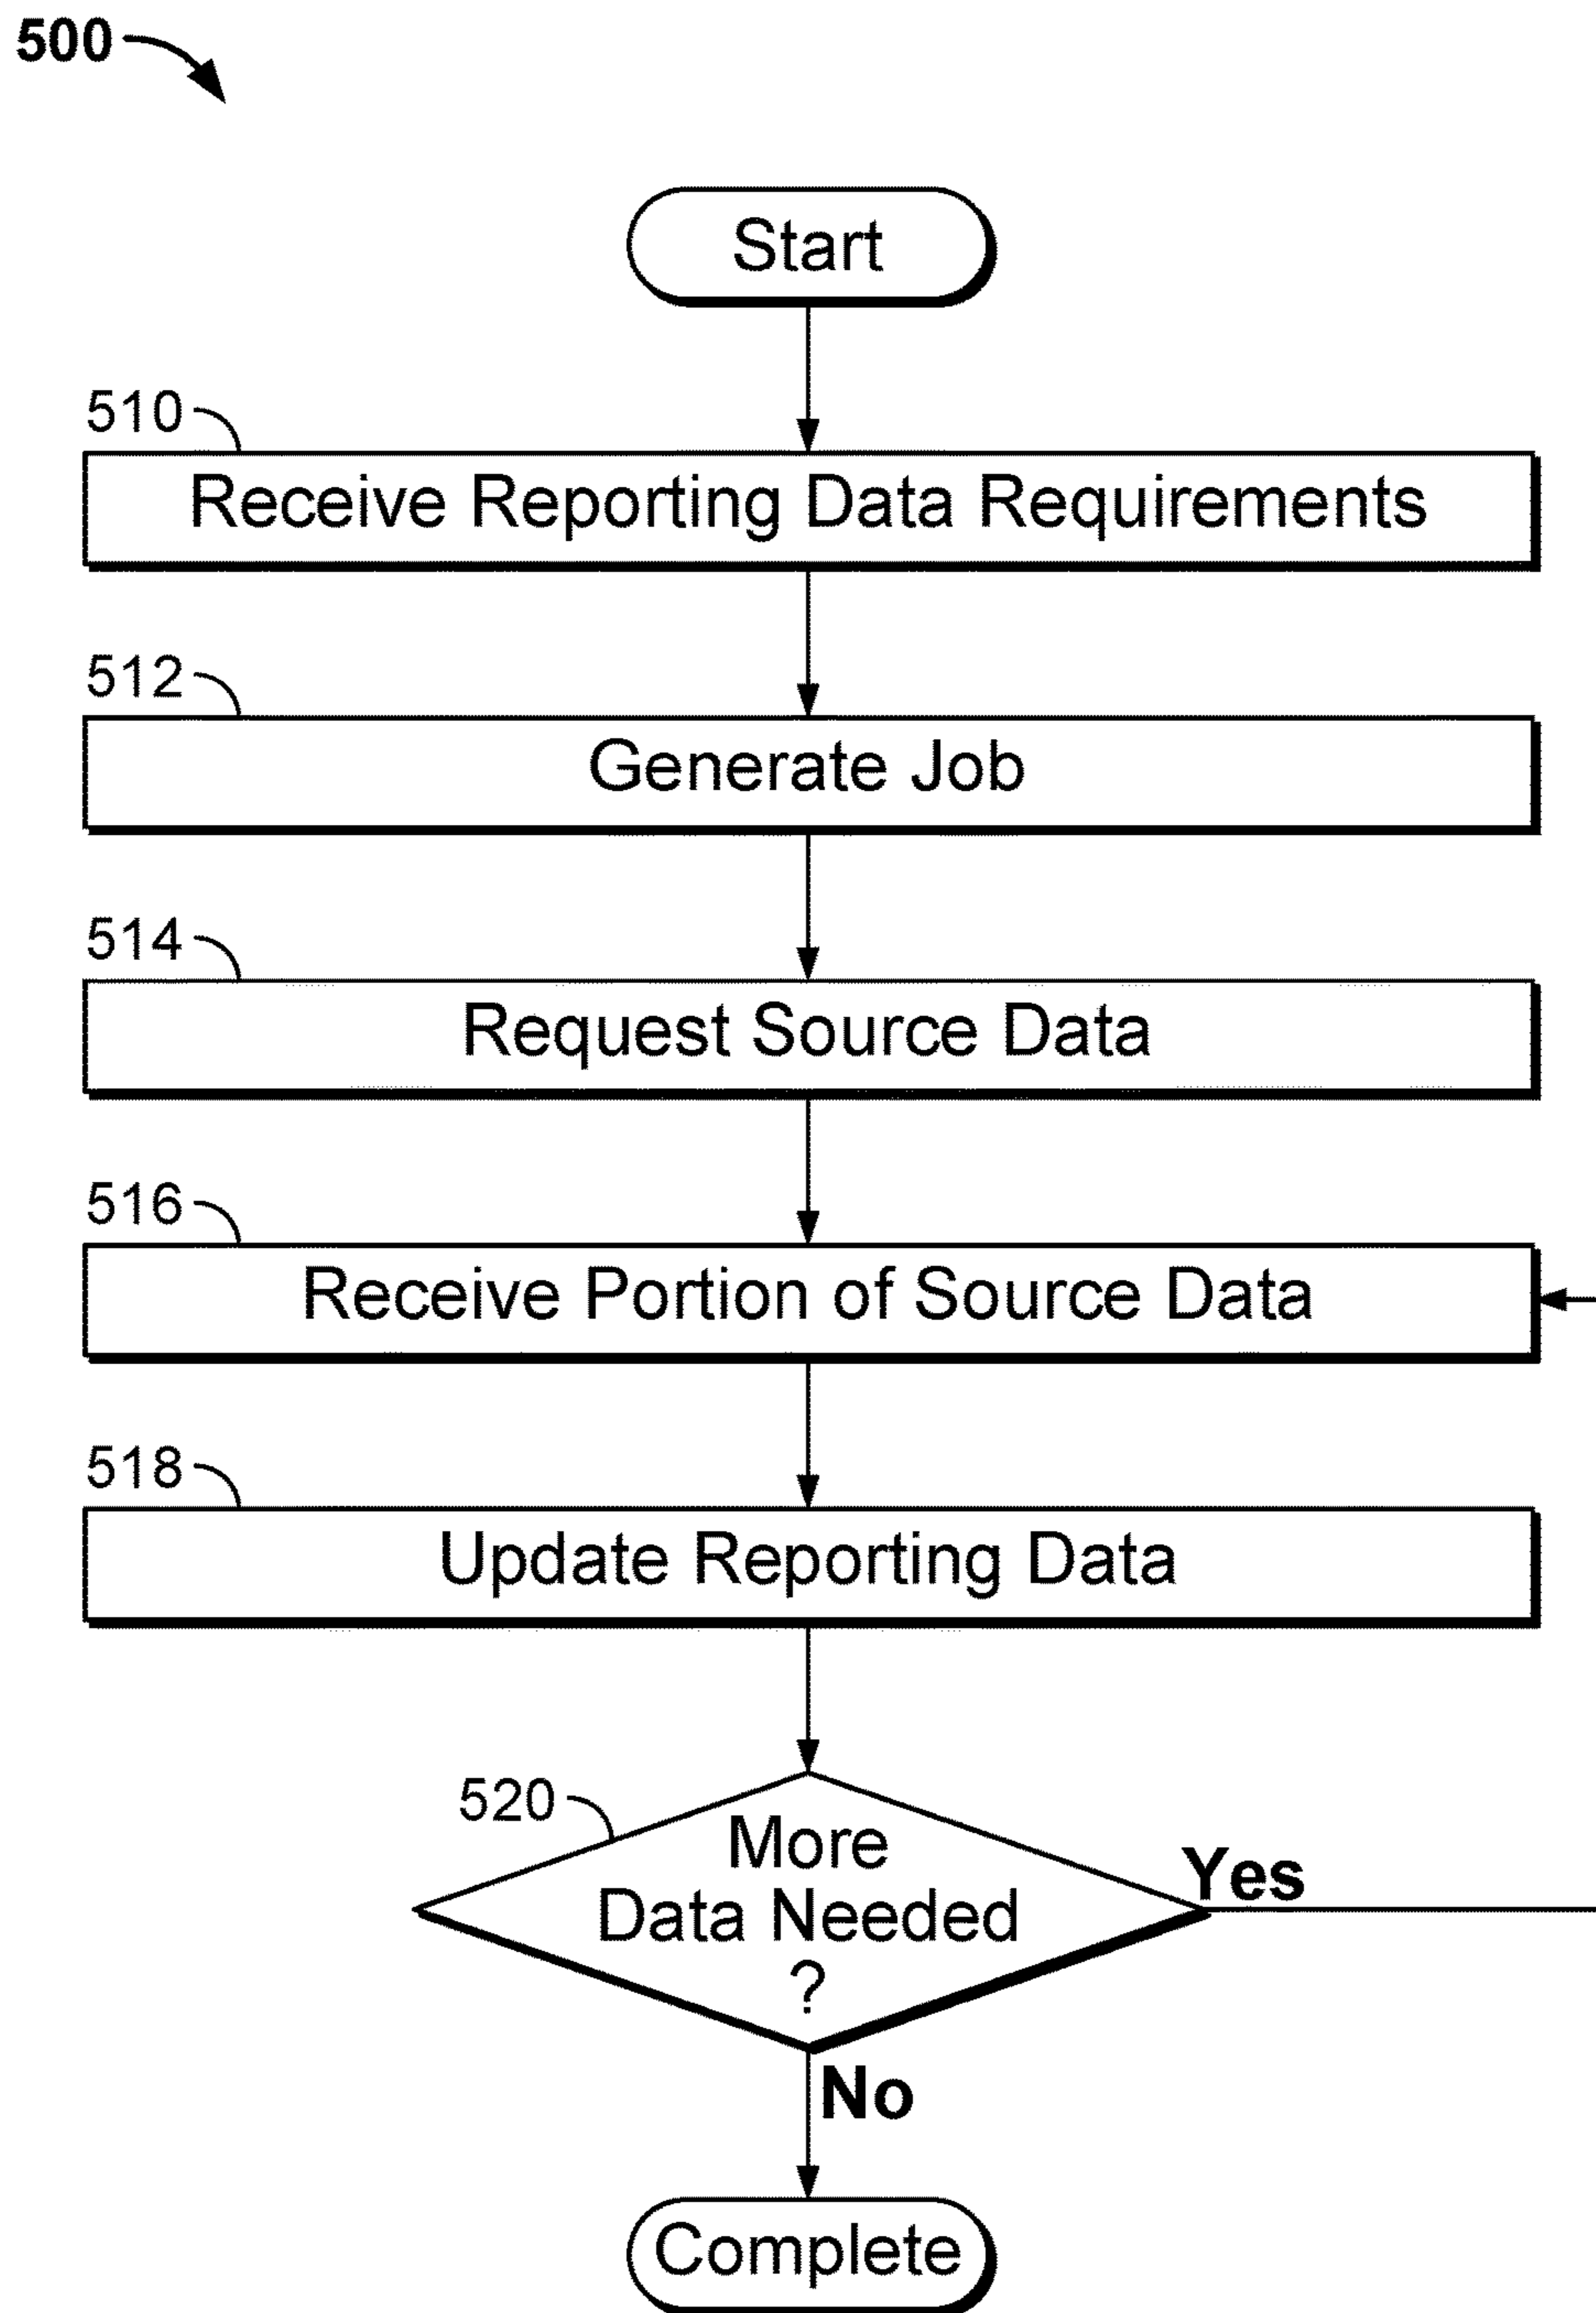 500
Start
510
Receive Reporting Data Requirements
512
Generate Job
514
Request Source Data
516
Receive Portion of Source Data
518
Update Reporting Data
520
More
Data Needed
?
Yes
No
Complete